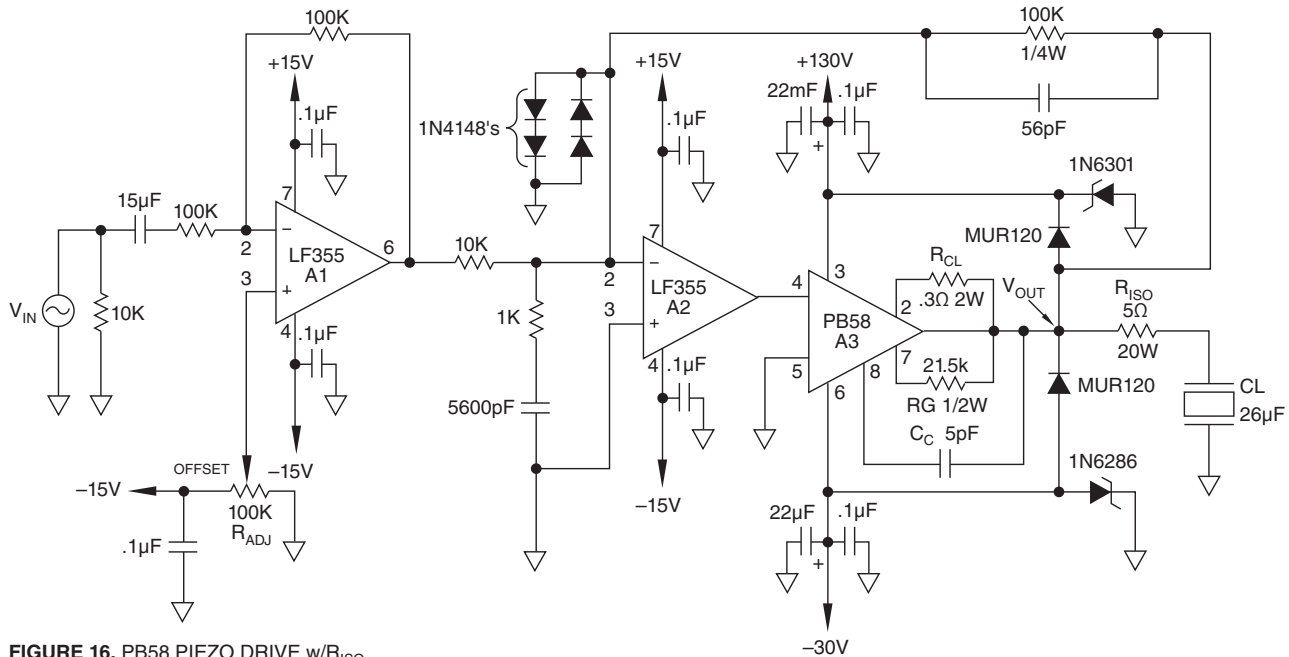 100K
100K
1/4W
+15V
+15V
+130V
.1µF
.1µF
22mF
.1µF
56pF
1N4148's
+
1N6301
7
15µF
100K
7
MUR120
–
2
LF355
A1
6
10K
–
2
LF355
A2
3
R_CL
.3Ω 2W
V_OUT
R_ISO
5Ω
20W
4
2
3
+
V_IN
10K
1K
3
+
PB58
A3
4
.1µF
4
.1µF
5
8
7
21.5k
RG 1/2W
6
MUR120
CL
26µF
5600pF
C_C 5pF
OFFSET
–15V
–15V
1N6286
–15V
100K
R_ADJ
22µF
.1µF
.1µF
+
–30V
FIGURE 16. PB58 PIEZO DRIVE w/R_ISO